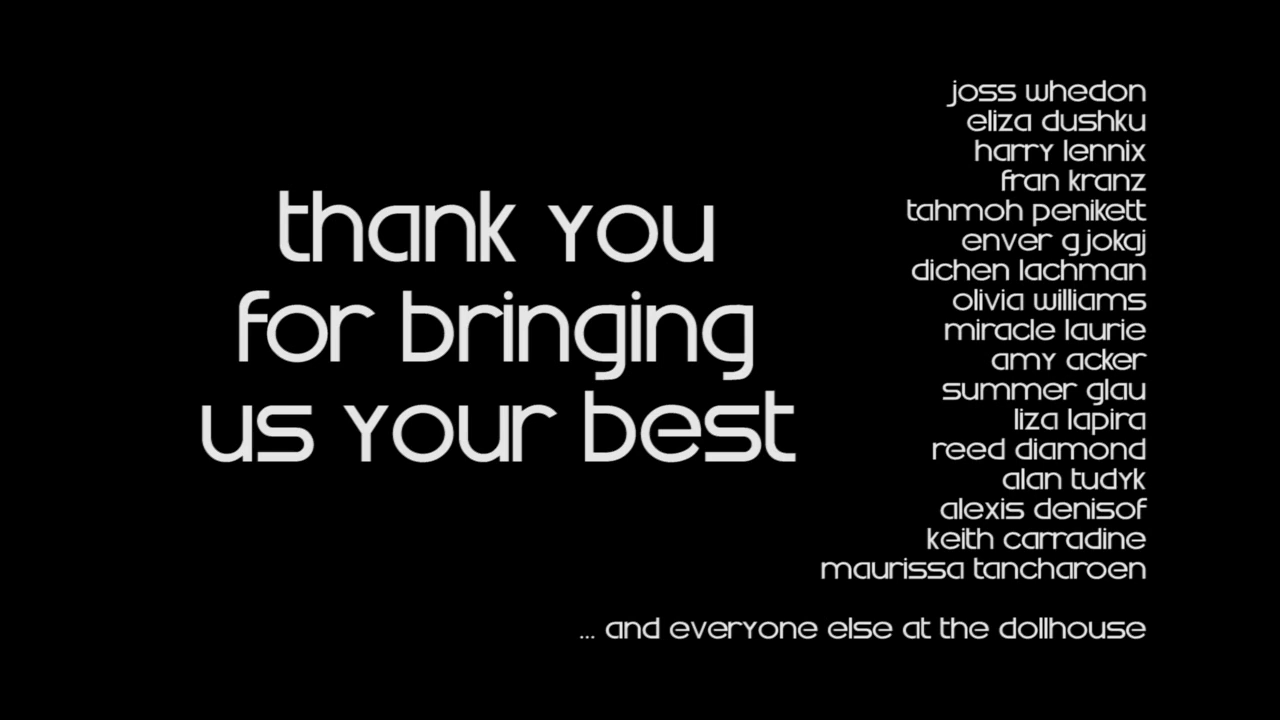 thank you
for bringing
us your best
joss whedon
eliza dushku
harry lennix
fran kranz
tahmoh penikett
enver gjokaj
dichen lachman
olivia williams
miracle laurie
amy acker
summer glau
liza lapira
reed diamond
alan tudyk
alexis denisof
keith carradine
maurissa tancharoen
... and everyone else at the dollhouse